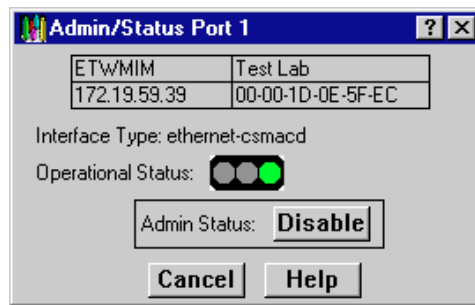 Admin/Status Port 1 ? X
ETWMIM Test Lab
172.19.59.39 00-00-1D-0E-5F-EC
Interface Type: ethernet-csmacd
Operational Status:
Admin Status: Disable
Cancel Help